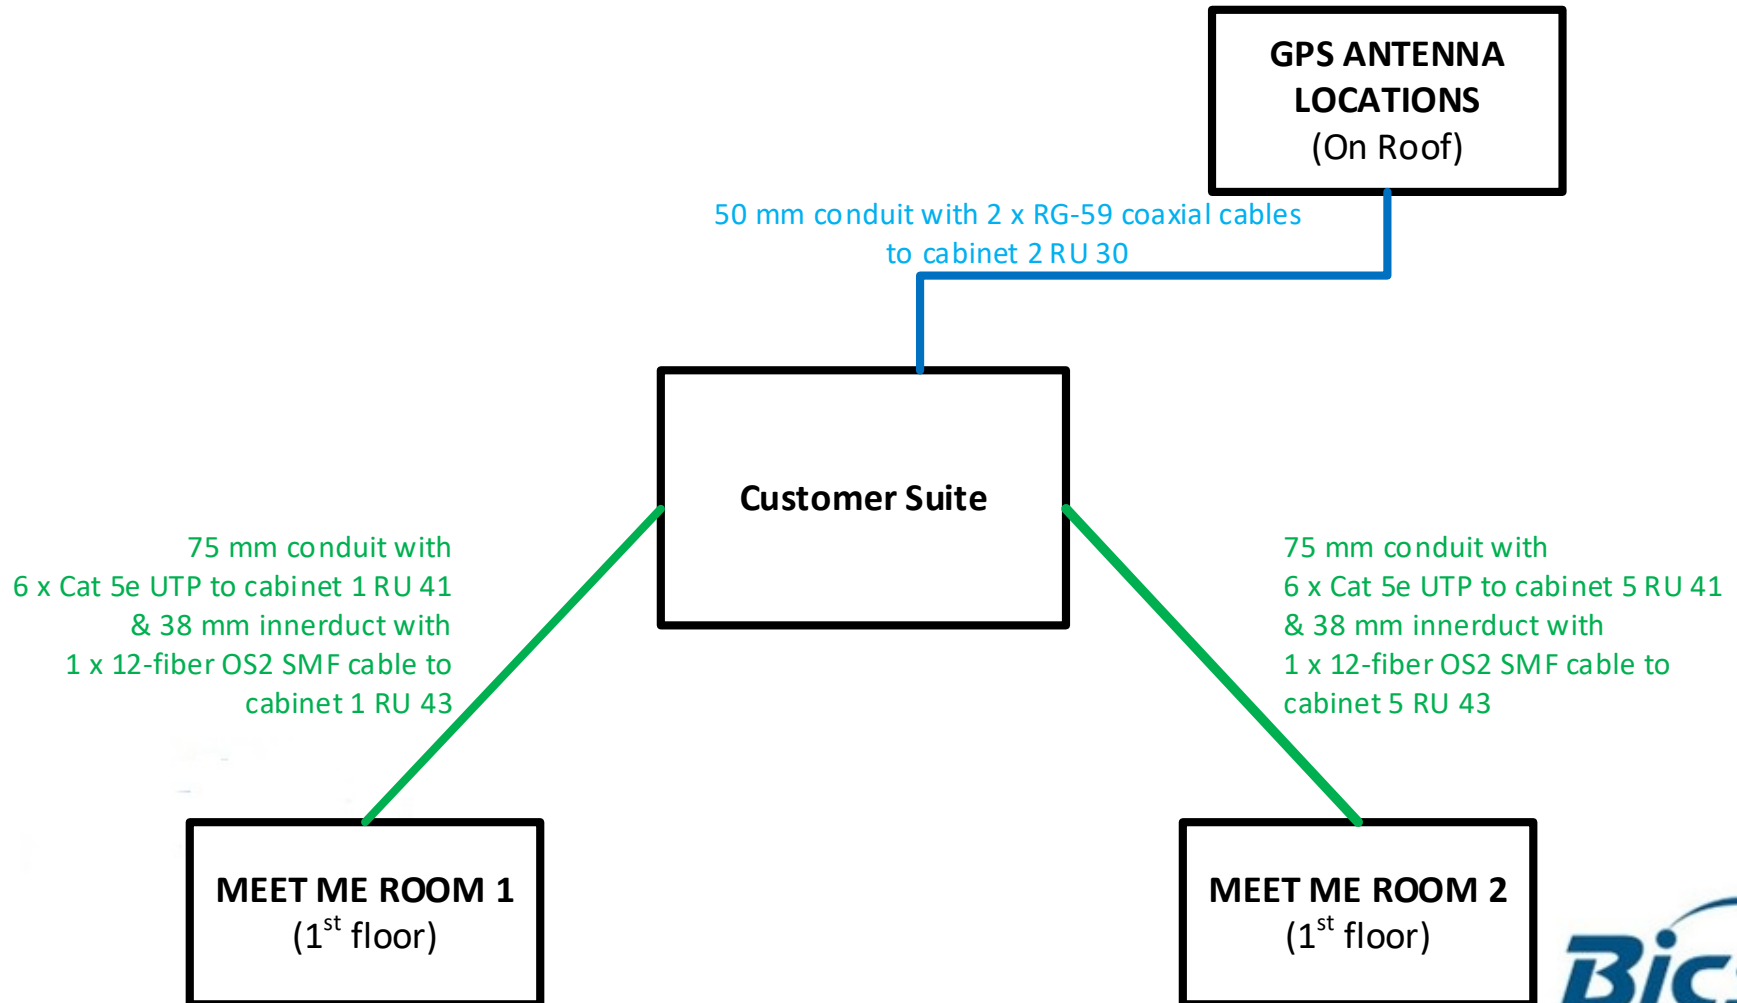 GPS ANTENNA
LOCATIONS
(On Roof)
50 mm conduit with 2 x RG-59 coaxial cables
to cabinet 2 RU 30
Customer Suite
75 mm conduit with
6 x Cat 5e UTP to cabinet 1 RU 41
& 38 mm innerduct with
1 x 12-fiber OS2 SMF cable to
cabinet 1 RU 43
75 mm conduit with
6 x Cat 5e UTP to cabinet 5 RU 41
& 38 mm innerduct with
1 x 12-fiber OS2 SMF cable to
cabinet 5 RU 43
MEET ME ROOM 1
(1st floor)
MEET ME ROOM 2
(1st floor)